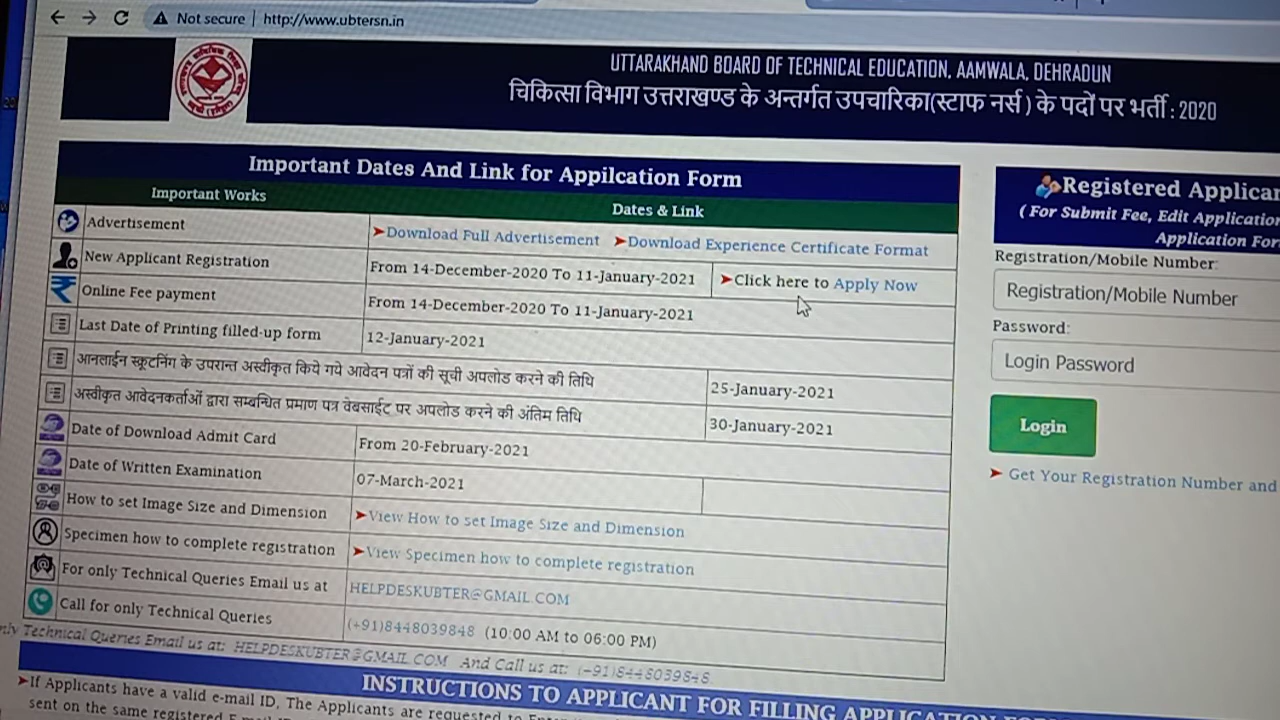 Not secure | http://www.ubtersn.in
UTTARAKHAND BOARD OF TECHNICAL EDUCATION, AAMWALA, DEHRADUN
चिकित्सा विभाग उत्तराखण्ड के अन्तर्गत उपचारिका(स्टाफ नर्स ) के पदों पर भर्ती : 2020
Important Dates And Link for Appilcation Form
Important Works Dates & Link
Advertisement ➤Download Full Advertisement ➤Download Experience Certificate Format
New Applicant Registration From 14-December-2020 To 11-January-2021 ➤Click here to Apply Now
Online Fee payment From 14-December-2020 To 11-January-2021
Last Date of Printing filled-up form 12-January-2021
आनलाईन स्क्रूटनिंग के उपरान्त अस्वीकृत किये गये आवेदन पत्रों की सूची अपलोड करने की तिथि 25-January-2021
अस्वीकृत आवेदनकर्ताओं द्वारा सम्बन्धित प्रमाण पत्र वेबसाईट पर अपलोड करने की अंतिम तिथि 30-January-2021
Date of Download Admit Card From 20-February-2021
Date of Written Examination 07-March-2021
How to set Image Size and Dimension ➤View How to set Image Size and Dimension
Specimen how to complete registration ➤View Specimen how to complete registration
For only Technical Queries Email us at HELPDESKUBTER@GMAIL.COM
Call for only Technical Queries (+91)8448039848 (10:00 AM to 06:00 PM)
Technical Queries Email us at: HELPDESKUBTER@GMAIL.COM And Call us at: (+91)8448039848
Registered
( For Submit Fee, Edit Application
Application
Registration/Mobile Number:
Registration/Mobile Number
Password:
Login Password
Login
➤ Get Your Registration Number and
INSTRUCTIONS TO APPLICANT FOR FILLING APPLICATION
➤If Applicants have a valid e-mail ID, The Applicants are requested to
sent on the same registered